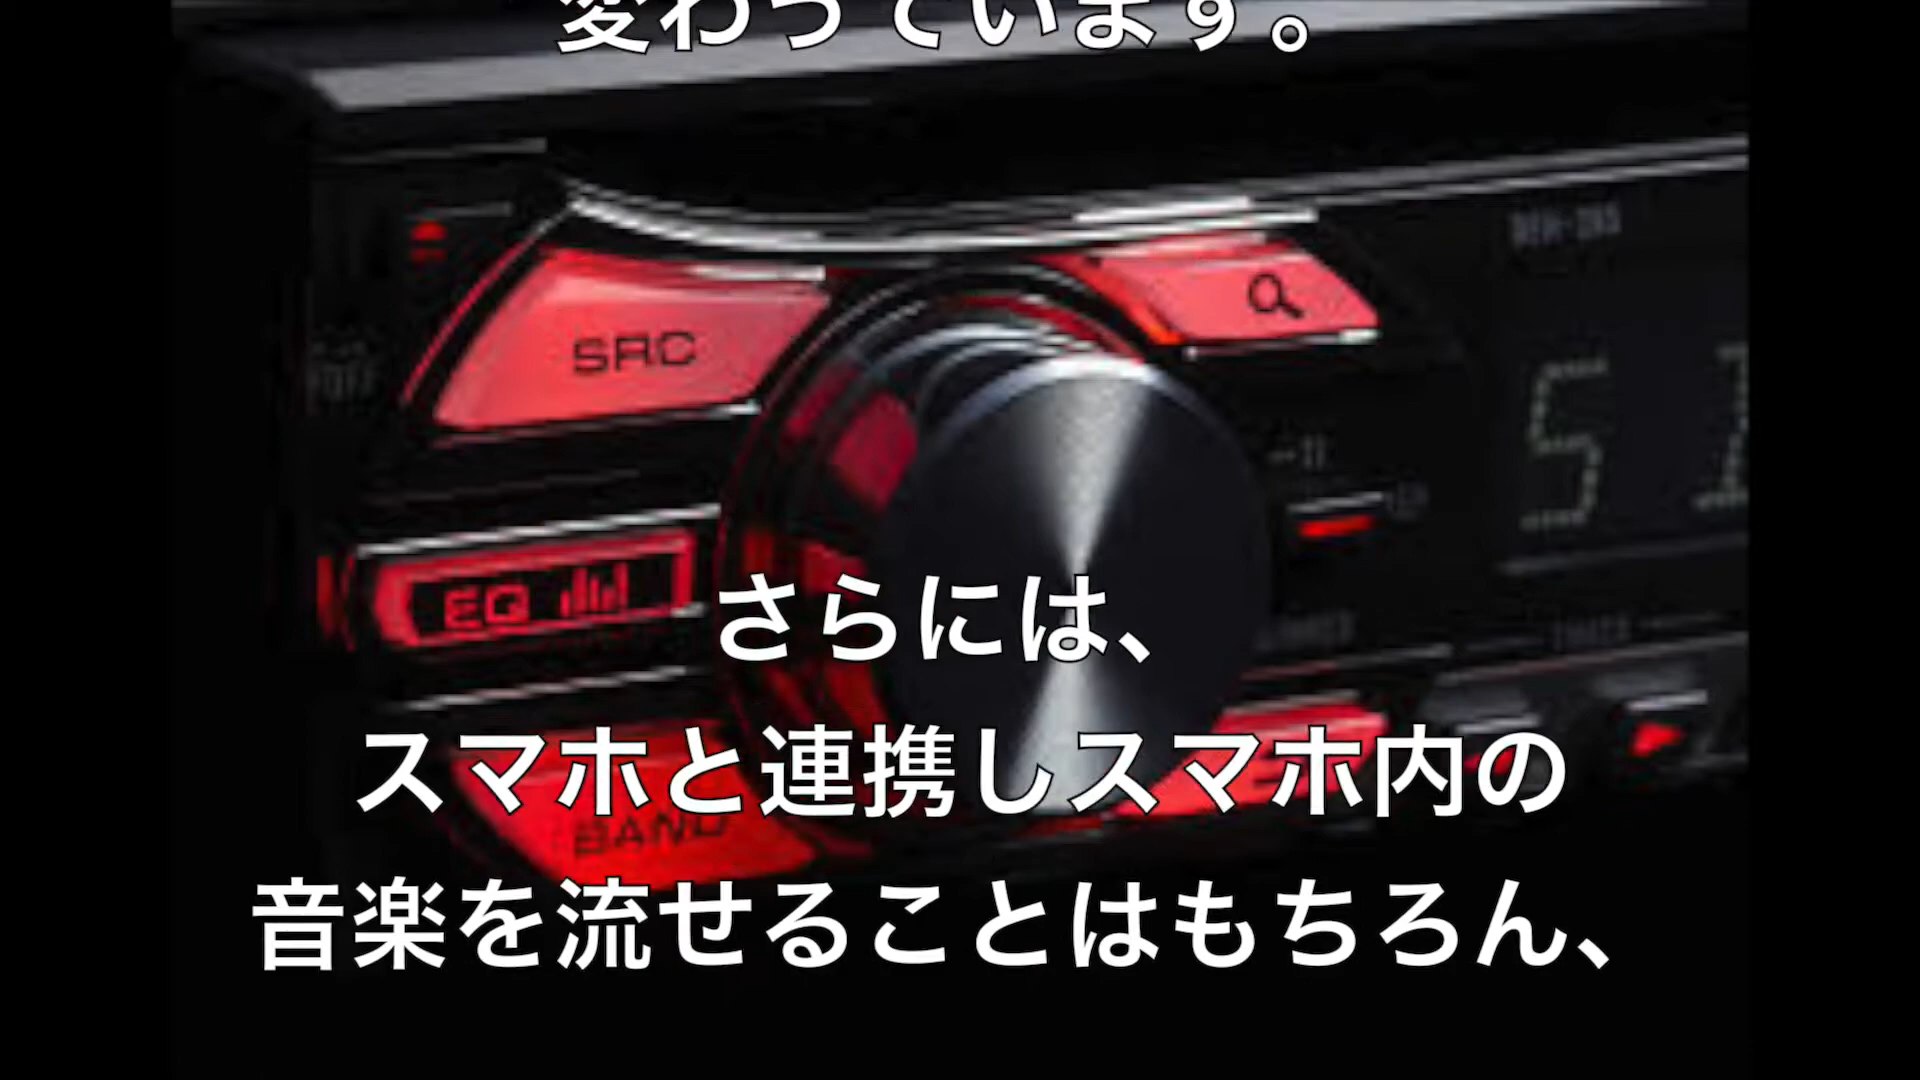 変わっています。
SRC
EQ
さらには、
スマホと連携しスマホ内の
BAND
音楽を流せることはもちろん、